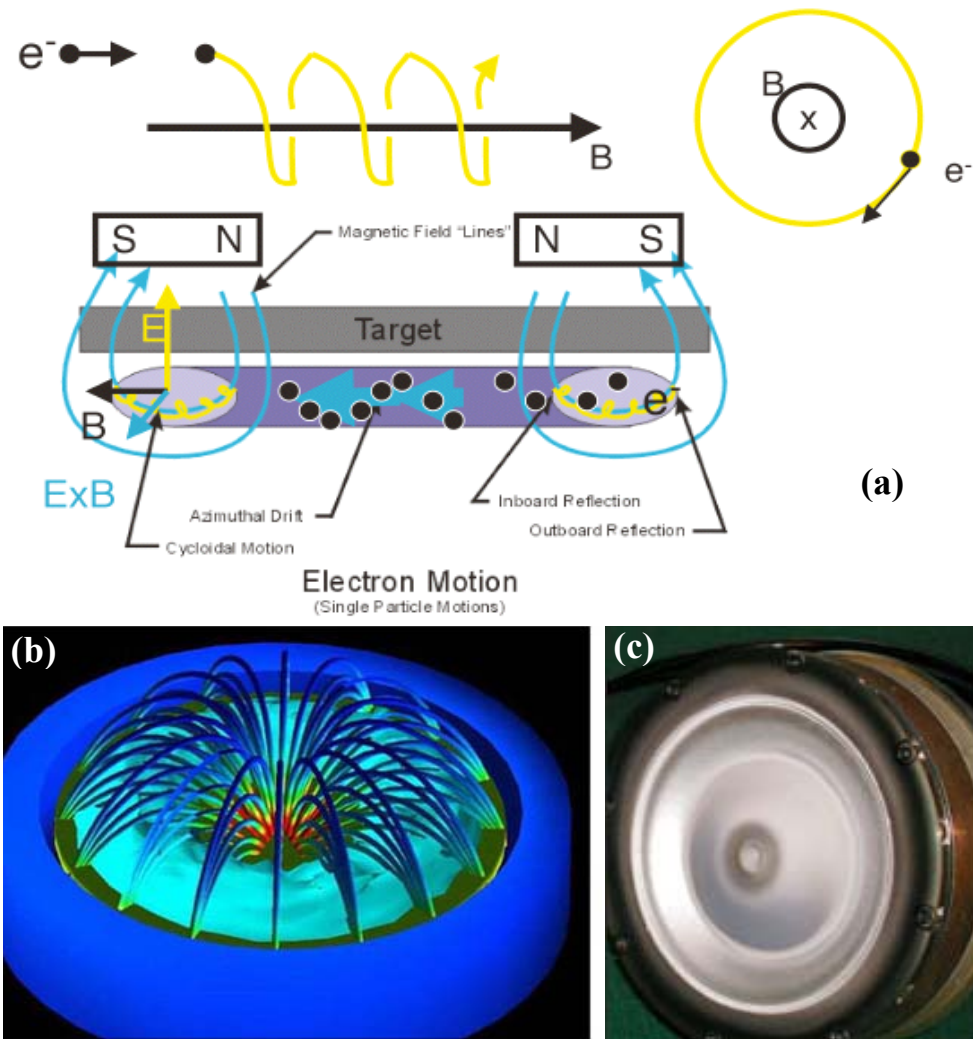 e-
B
B
x
e-
S N
N S
Magnetic Field "Lines"
Target
E
e-
B
ExB
Azimuthal Drift
Cycloidal Motion
Inboard Reflection
Outboard Reflection
(a)
Electron Motion
(Single Particle Motions)
(b)
(c)